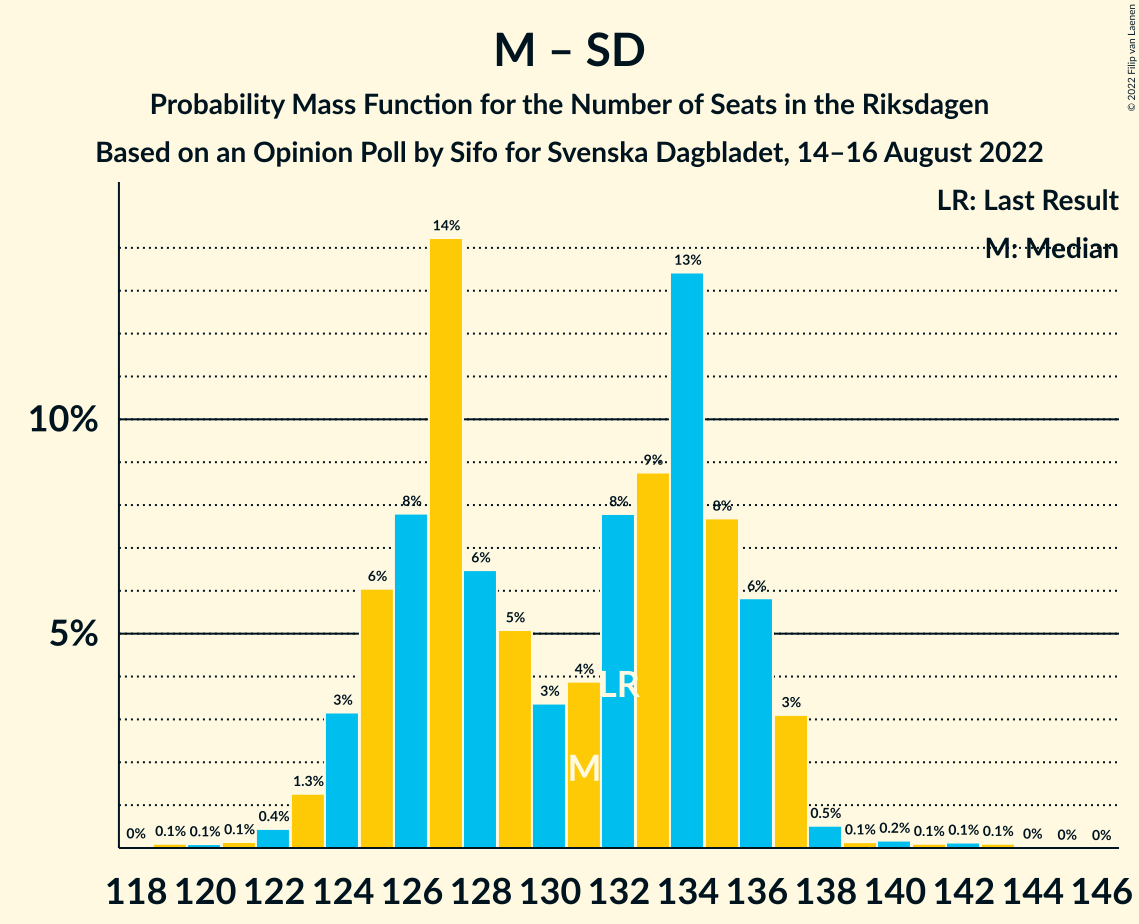 © 2022 Filip van Laenen
M – SD
Probability Mass Function for the Number of Seats in the Riksdagen
Based on an Opinion Poll by Sifo for Svenska Dagbladet, 14–16 August 2022
LR: Last Result
M: Median
10%
5%
0% 0.1% 0.1% 0.1% 0.4% 1.3% 3% 6% 8% 14% 6% 5% 3% 4% 8% 9% 13% 8% 6% 3% 0.5% 0.1% 0.2% 0.1% 0.1% 0.1% 0% 0% 0%
LR
M
118 120 122 124 126 128 130 132 134 136 138 140 142 144 146